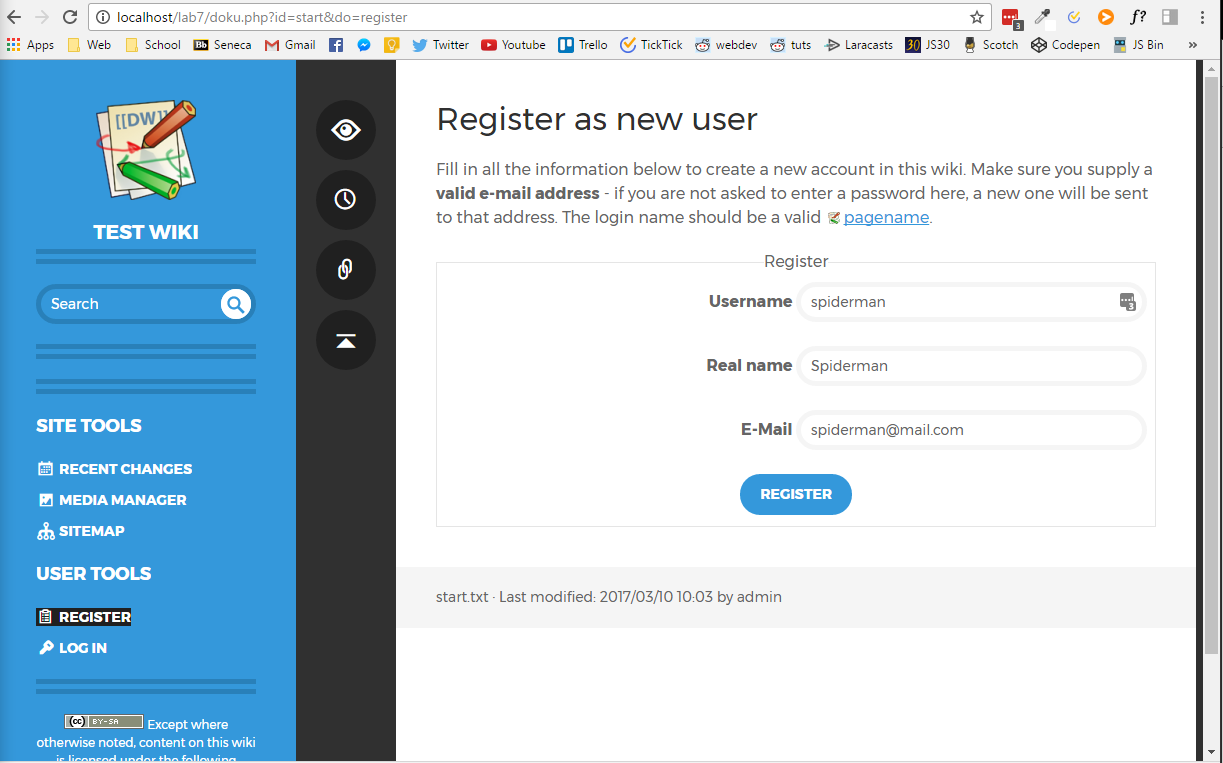 localhost/lab7/doku.php?id=start&do=register
3
f?
Apps Web School Bb Seneca Gmail Twitter Youtube Trello TickTick webdev tuts Laracasts 30 JS30 Scotch Codepen JS Bin »
[[DW]]
TEST WIKI
Search
SITE TOOLS
RECENT CHANGES
MEDIA MANAGER
SITEMAP
USER TOOLS
REGISTER
LOG IN
(cc) BY-SA Except where
otherwise noted, content on this wiki
is licensed under the following
Register as new user
Fill in all the information below to create a new account in this wiki. Make sure you supply a
valid e-mail address - if you are not asked to enter a password here, a new one will be sent
to that address. The login name should be a valid pagename.
Register
Username spiderman 3
Real name Spiderman
E-Mail spiderman@mail.com
REGISTER
start.txt · Last modified: 2017/03/10 10:03 by admin